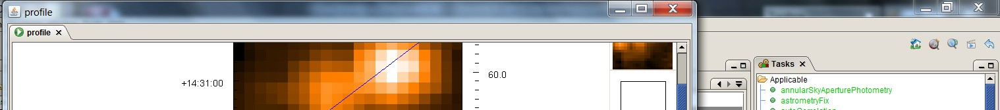 profile
profile
+14:31:00
60.0
Tasks
Applicable
annularSkyAperturePhotometry
astrometryFix